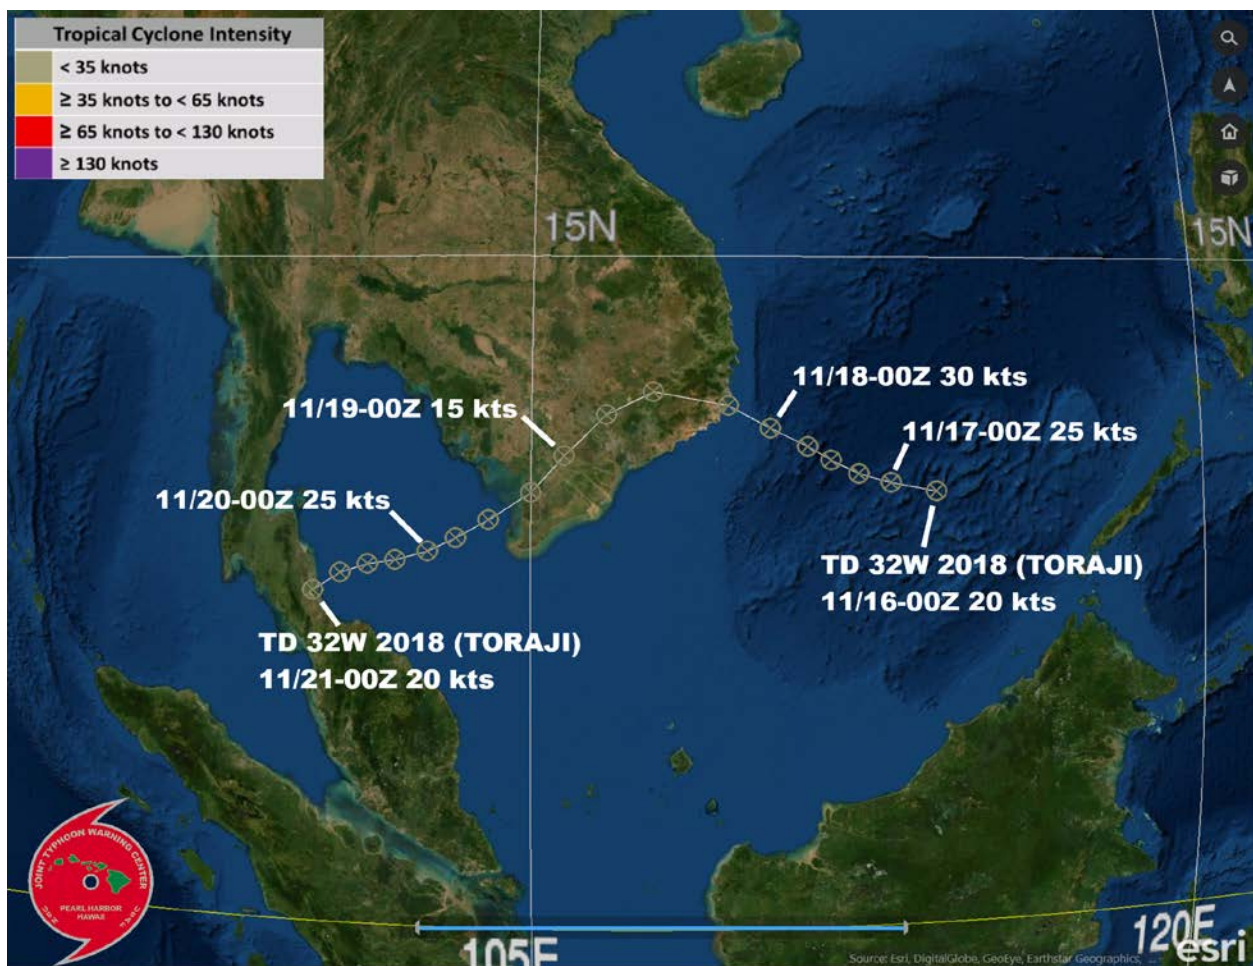 Tropical Cyclone Intensity
< 35 knots
≥ 35 knots to < 65 knots
≥ 65 knots to < 130 knots
≥ 130 knots
15N
15N
11/18-00Z 30 kts
11/19-00Z 15 kts
11/17-00Z 25 kts
11/20-00Z 25 kts
TD 32W 2018 (TORAJI)
11/16-00Z 20 kts
TD 32W 2018 (TORAJI)
11/21-00Z 20 kts
JOINT TYPHOON WARNING CENTER
PEARL HARBOR
HAWAII
105E
120E
esri
Source: Esri, DigitalGlobe, GeoEye, Earthstar Geographics,